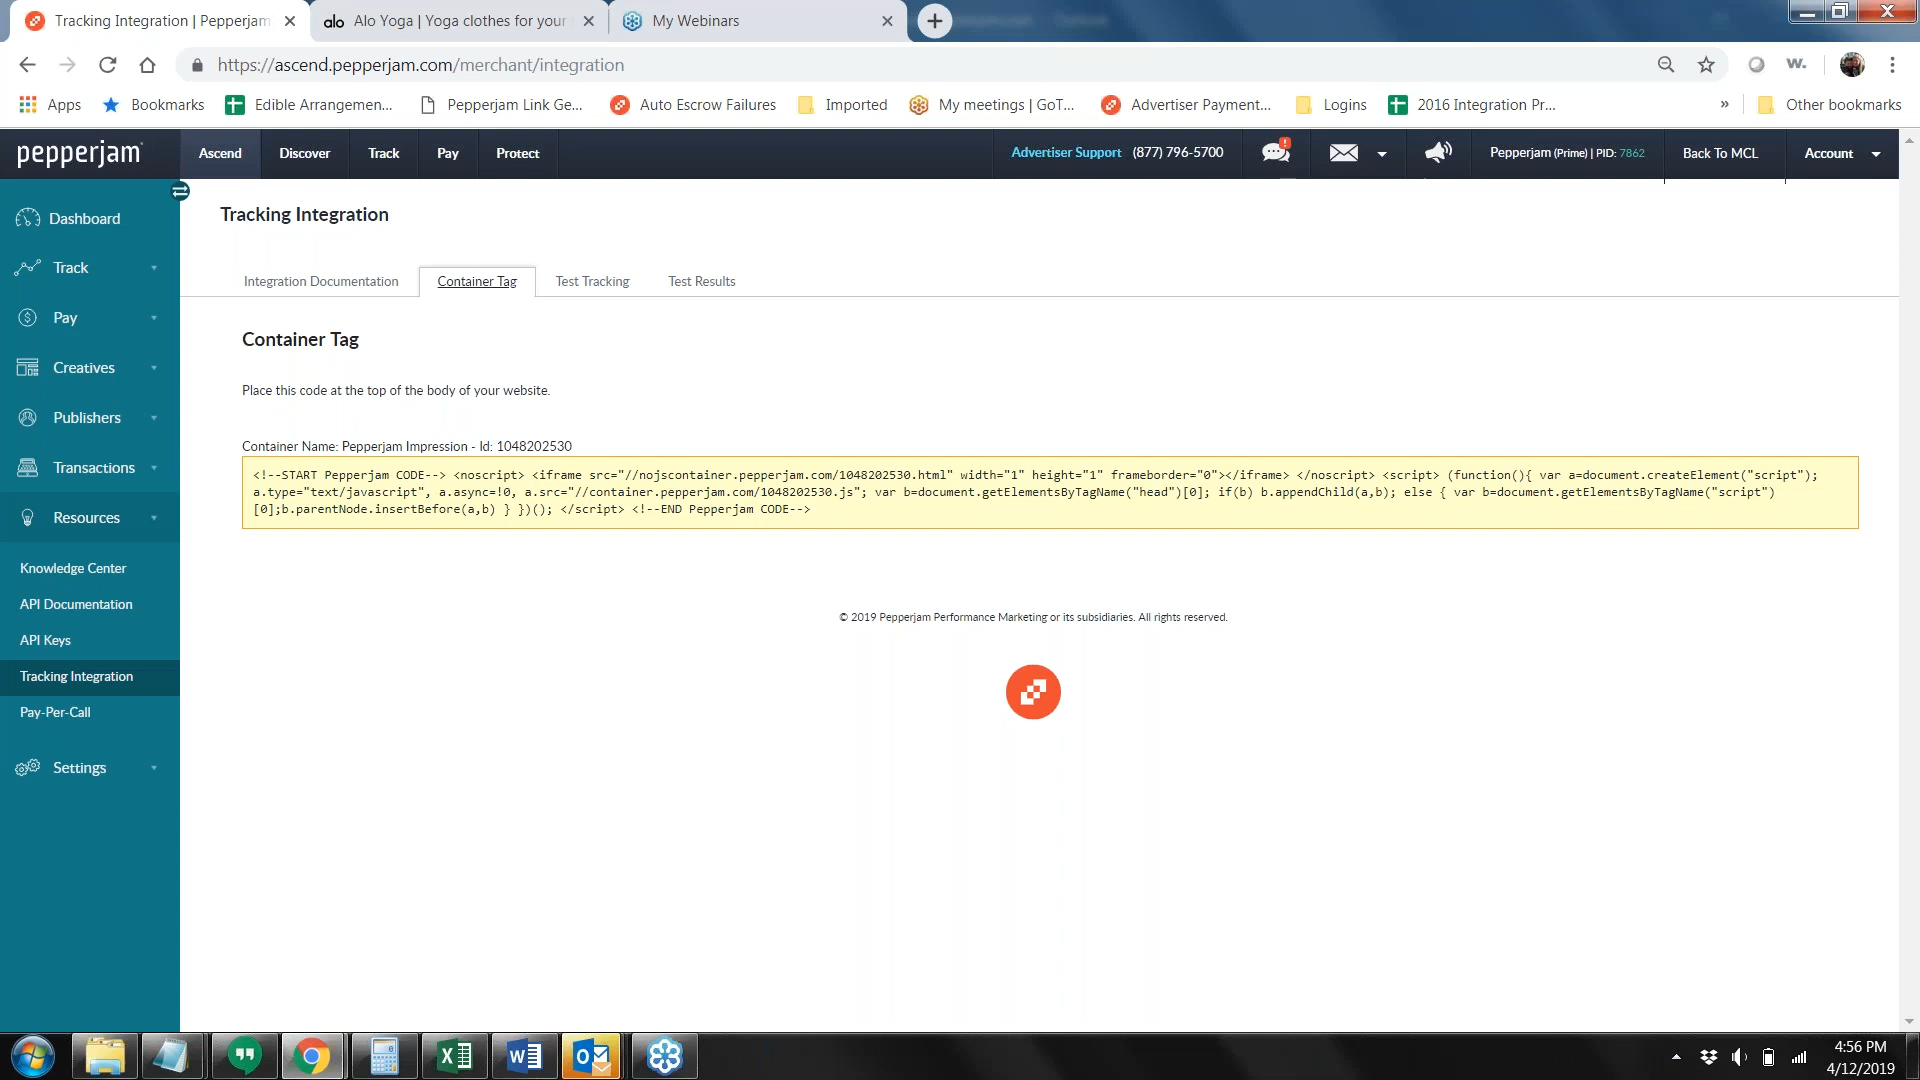 Tracking Integration | Pepperjam
alo Alo Yoga | Yoga clothes for your
My Webinars
https://ascend.pepperjam.com/merchant/integration
w.
Apps
Bookmarks
Edible Arrangemen...
Pepperjam Link Ge...
Auto Escrow Failures
Imported
My meetings | GoT...
Advertiser Payment...
Logins
2016 Integration Pr...
»
Other bookmarks
pepperjam
Ascend
Discover
Track
Pay
Protect
Advertiser Support (877) 796-5700
Pepperjam (Prime) | PID: 7862
Back To MCL
Account
Dashboard
Track
Pay
Creatives
Publishers
Transactions
Resources
Knowledge Center
API Documentation
API Keys
Tracking Integration
Pay-Per-Call
Settings
Tracking Integration
Integration Documentation
Container Tag
Test Tracking
Test Results
Container Tag
Place this code at the top of the body of your website.
Container Name: Pepperjam Impression - Id: 1048202530
<!--START Pepperjam CODE--> <noscript> <iframe src="//nojscontainer.pepperjam.com/1048202530.html" width="1" height="1" frameborder="0"></iframe> </noscript> <script> (function(){ var a=document.createElement("script");
a.type="text/javascript", a.async=!0, a.src="//container.pepperjam.com/1048202530.js"; var b=document.getElementsByTagName("head")[0]; if(b) b.appendChild(a,b); else { var b=document.getElementsByTagName("script")
[0];b.parentNode.insertBefore(a,b) } })(); </script> <!--END Pepperjam CODE-->
© 2019 Pepperjam Performance Marketing or its subsidiaries. All rights reserved.
4:56 PM
4/12/2019